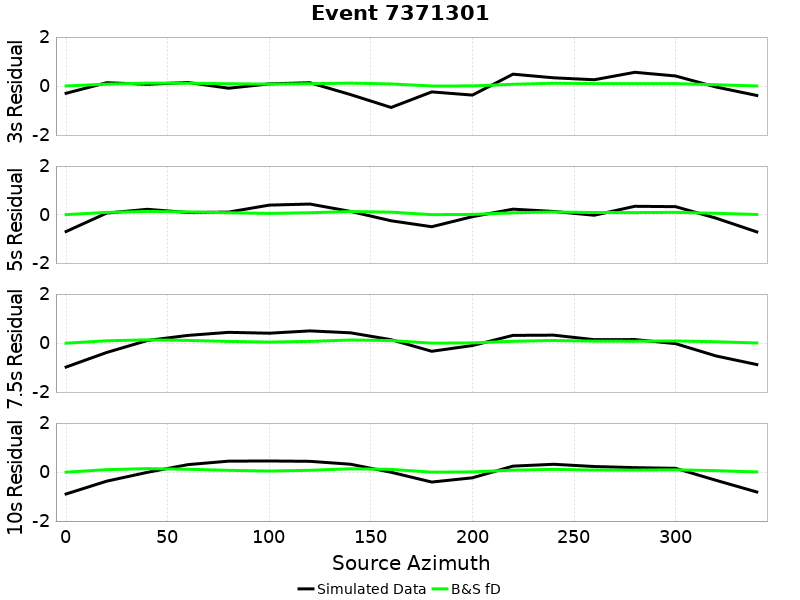 Event 7371301
3s Residual
2
0
-2
5s Residual
2
0
-2
7.5s Residual
2
0
-2
10s Residual
2
0
-2
0 50 100 150 200 250 300
Source Azimuth
Simulated Data B&S fD